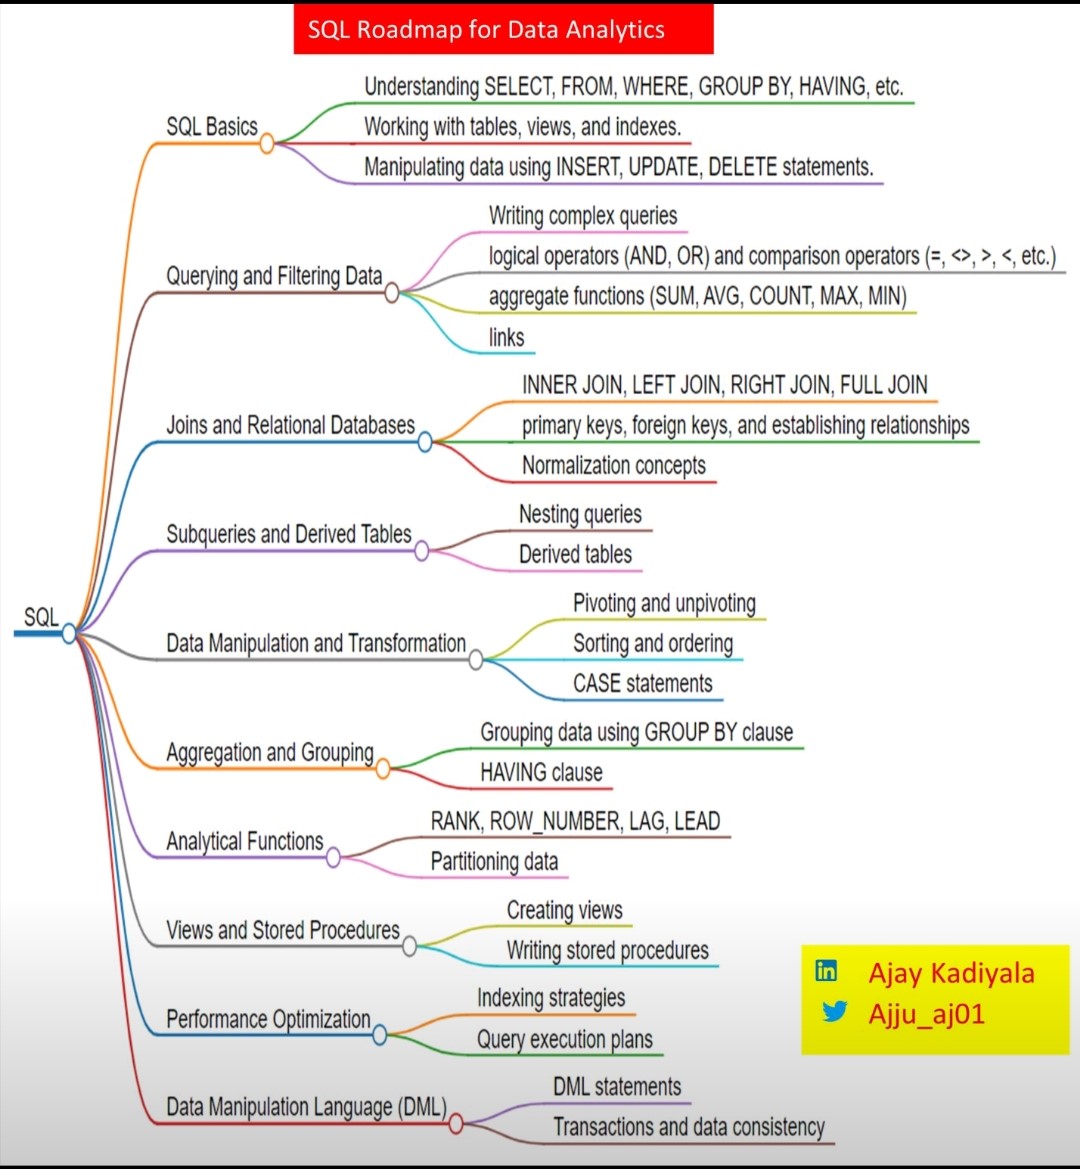 SQL Roadmap for Data Analytics
SQL
SQL Basics
Understanding SELECT, FROM, WHERE, GROUP BY, HAVING, etc.
Working with tables, views, and indexes.
Manipulating data using INSERT, UPDATE, DELETE statements.
Querying and Filtering Data
Writing complex queries
logical operators (AND, OR) and comparison operators (=, <>, >, <, etc.)
aggregate functions (SUM, AVG, COUNT, MAX, MIN)
links
Joins and Relational Databases
INNER JOIN, LEFT JOIN, RIGHT JOIN, FULL JOIN
primary keys, foreign keys, and establishing relationships
Normalization concepts
Subqueries and Derived Tables
Nesting queries
Derived tables
Data Manipulation and Transformation
Pivoting and unpivoting
Sorting and ordering
CASE statements
Aggregation and Grouping
Grouping data using GROUP BY clause
HAVING clause
Analytical Functions
RANK, ROW_NUMBER, LAG, LEAD
Partitioning data
Views and Stored Procedures
Creating views
Writing stored procedures
Performance Optimization
Indexing strategies
Query execution plans
Data Manipulation Language (DML)
DML statements
Transactions and data consistency
in Ajay Kadiyala
Ajju_aj01